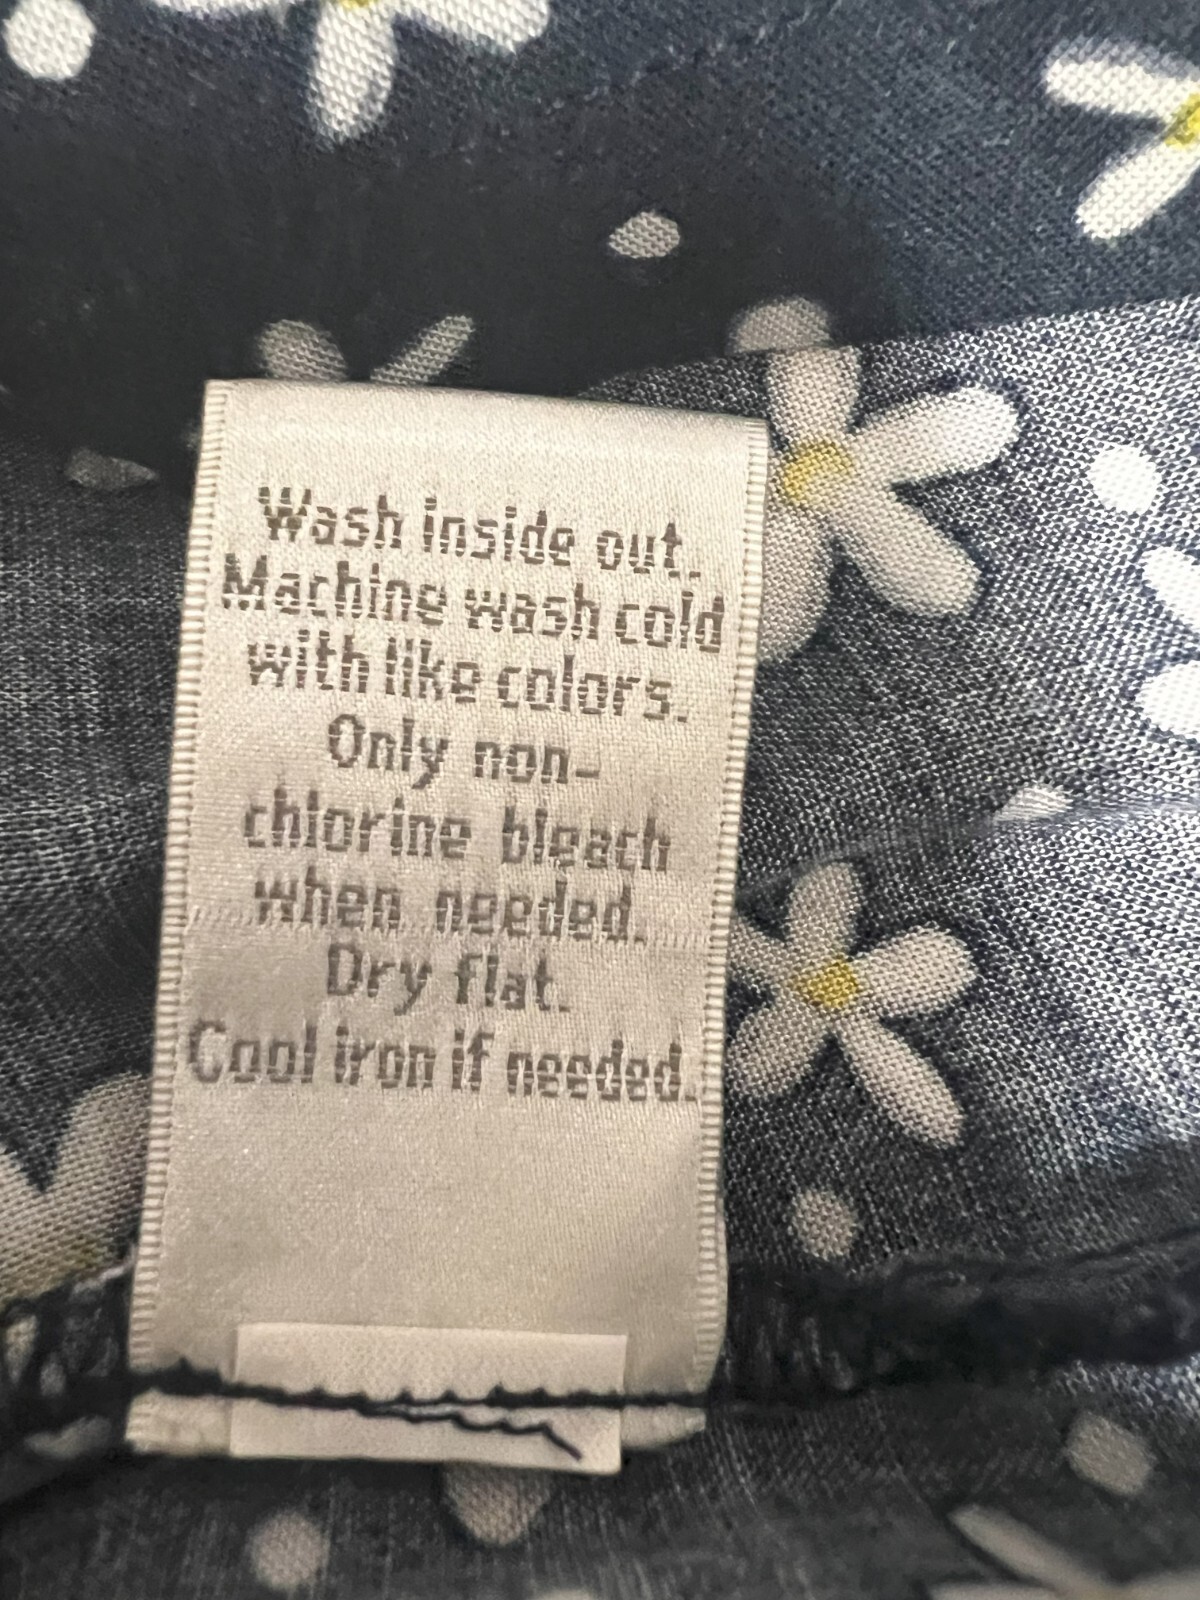 Wash inside out.
Machine wash cold
with like colors.
Only non-
chlorine bleach
when needed.
Dry flat.
Cool iron if needed.